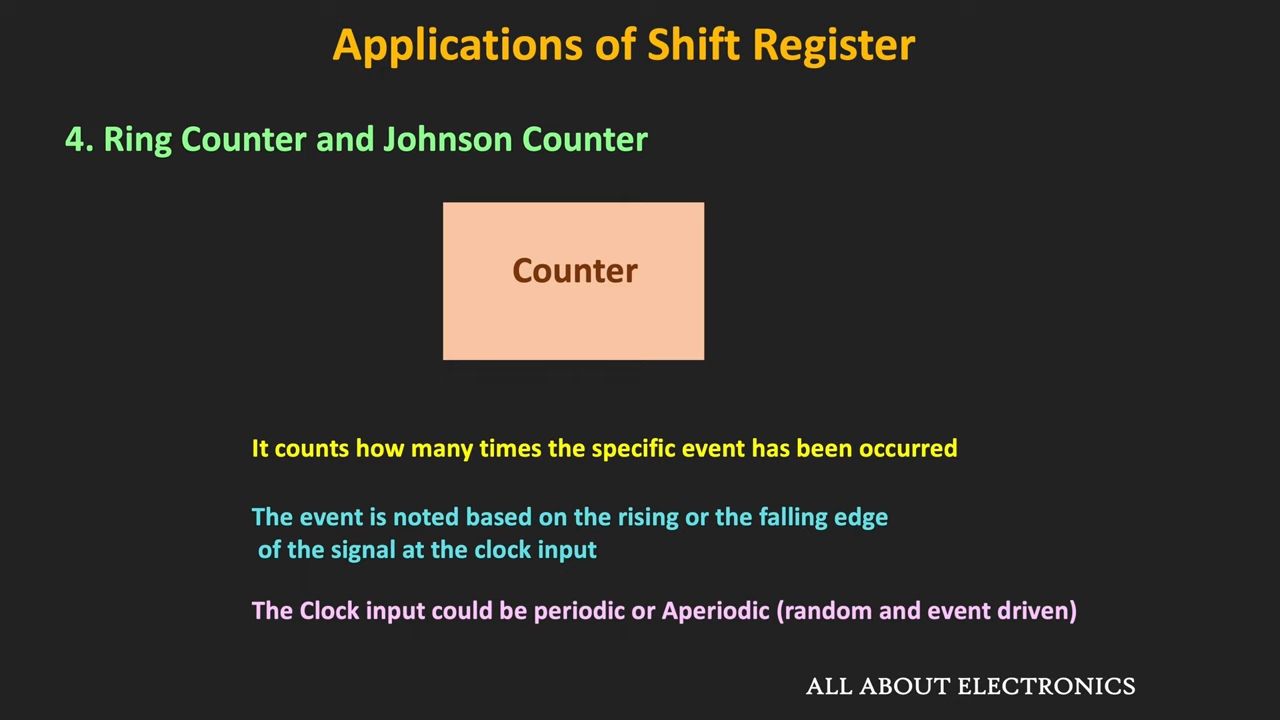 Applications of Shift Register
4. Ring Counter and Johnson Counter
Counter
It counts how many times the specific event has been occurred
The event is noted based on the rising or the falling edge
of the signal at the clock input
The Clock input could be periodic or Aperiodic (random and event driven)
ALL ABOUT ELECTRONICS